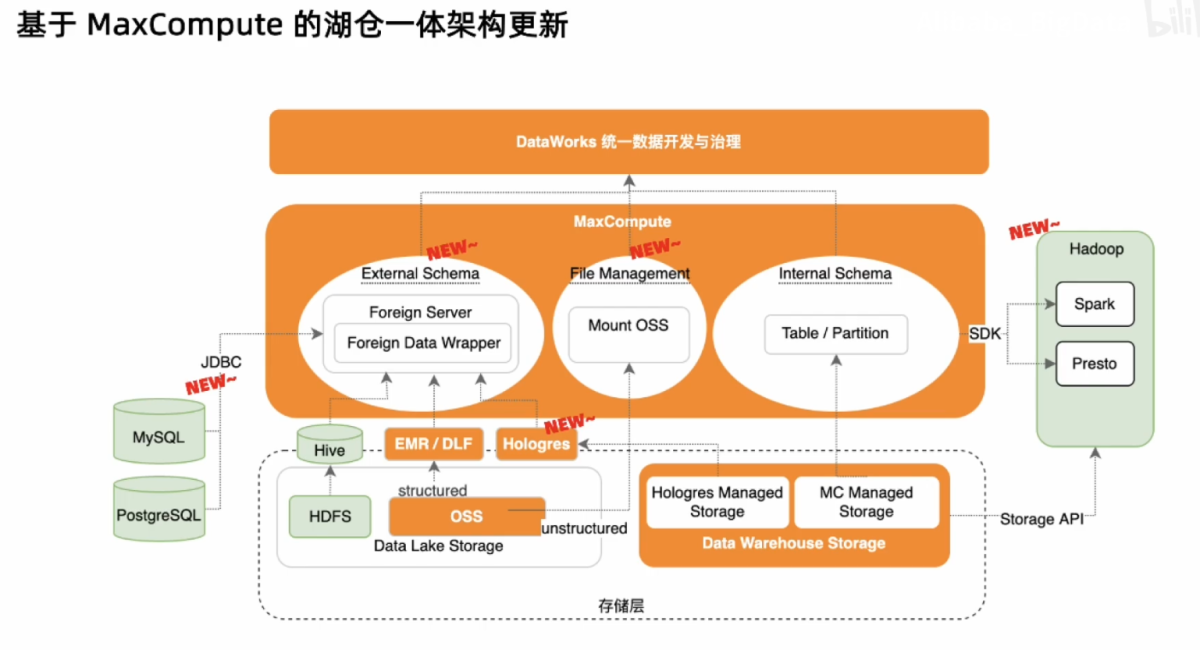 基于 MaxCompute 的湖仓一体架构更新
bili
DataWorks 统一数据开发与治理
MaxCompute
NEW~
External Schema
Foreign Server
Foreign Data Wrapper
NEW~
File Management
Mount OSS
Internal Schema
Table / Partition
SDK
NEW~
Hadoop
Spark
Presto
JDBC
NEW~
MySQL
PostgreSQL
Hive
EMR / DLF
NEW~
Hologres
HDFS
structured
OSS
unstructured
Data Lake Storage
Hologres Managed
Storage
MC Managed
Storage
Data Warehouse Storage
Storage API
存储层